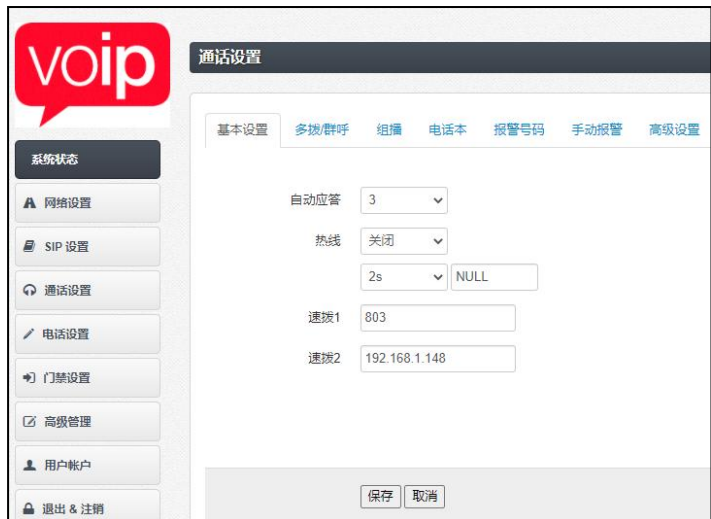 voip
通话设置
基本设置 多拨/群呼 组播 电话本 报警号码 手动报警 高级设置
系统状态
网络设置
SIP 设置
通话设置
电话设置
门禁设置
高级管理
用户帐户
退出 & 注销
自动应答 3
热线 关闭
2s NULL
速拨1 803
速拨2 192.168.1.148
保存 取消